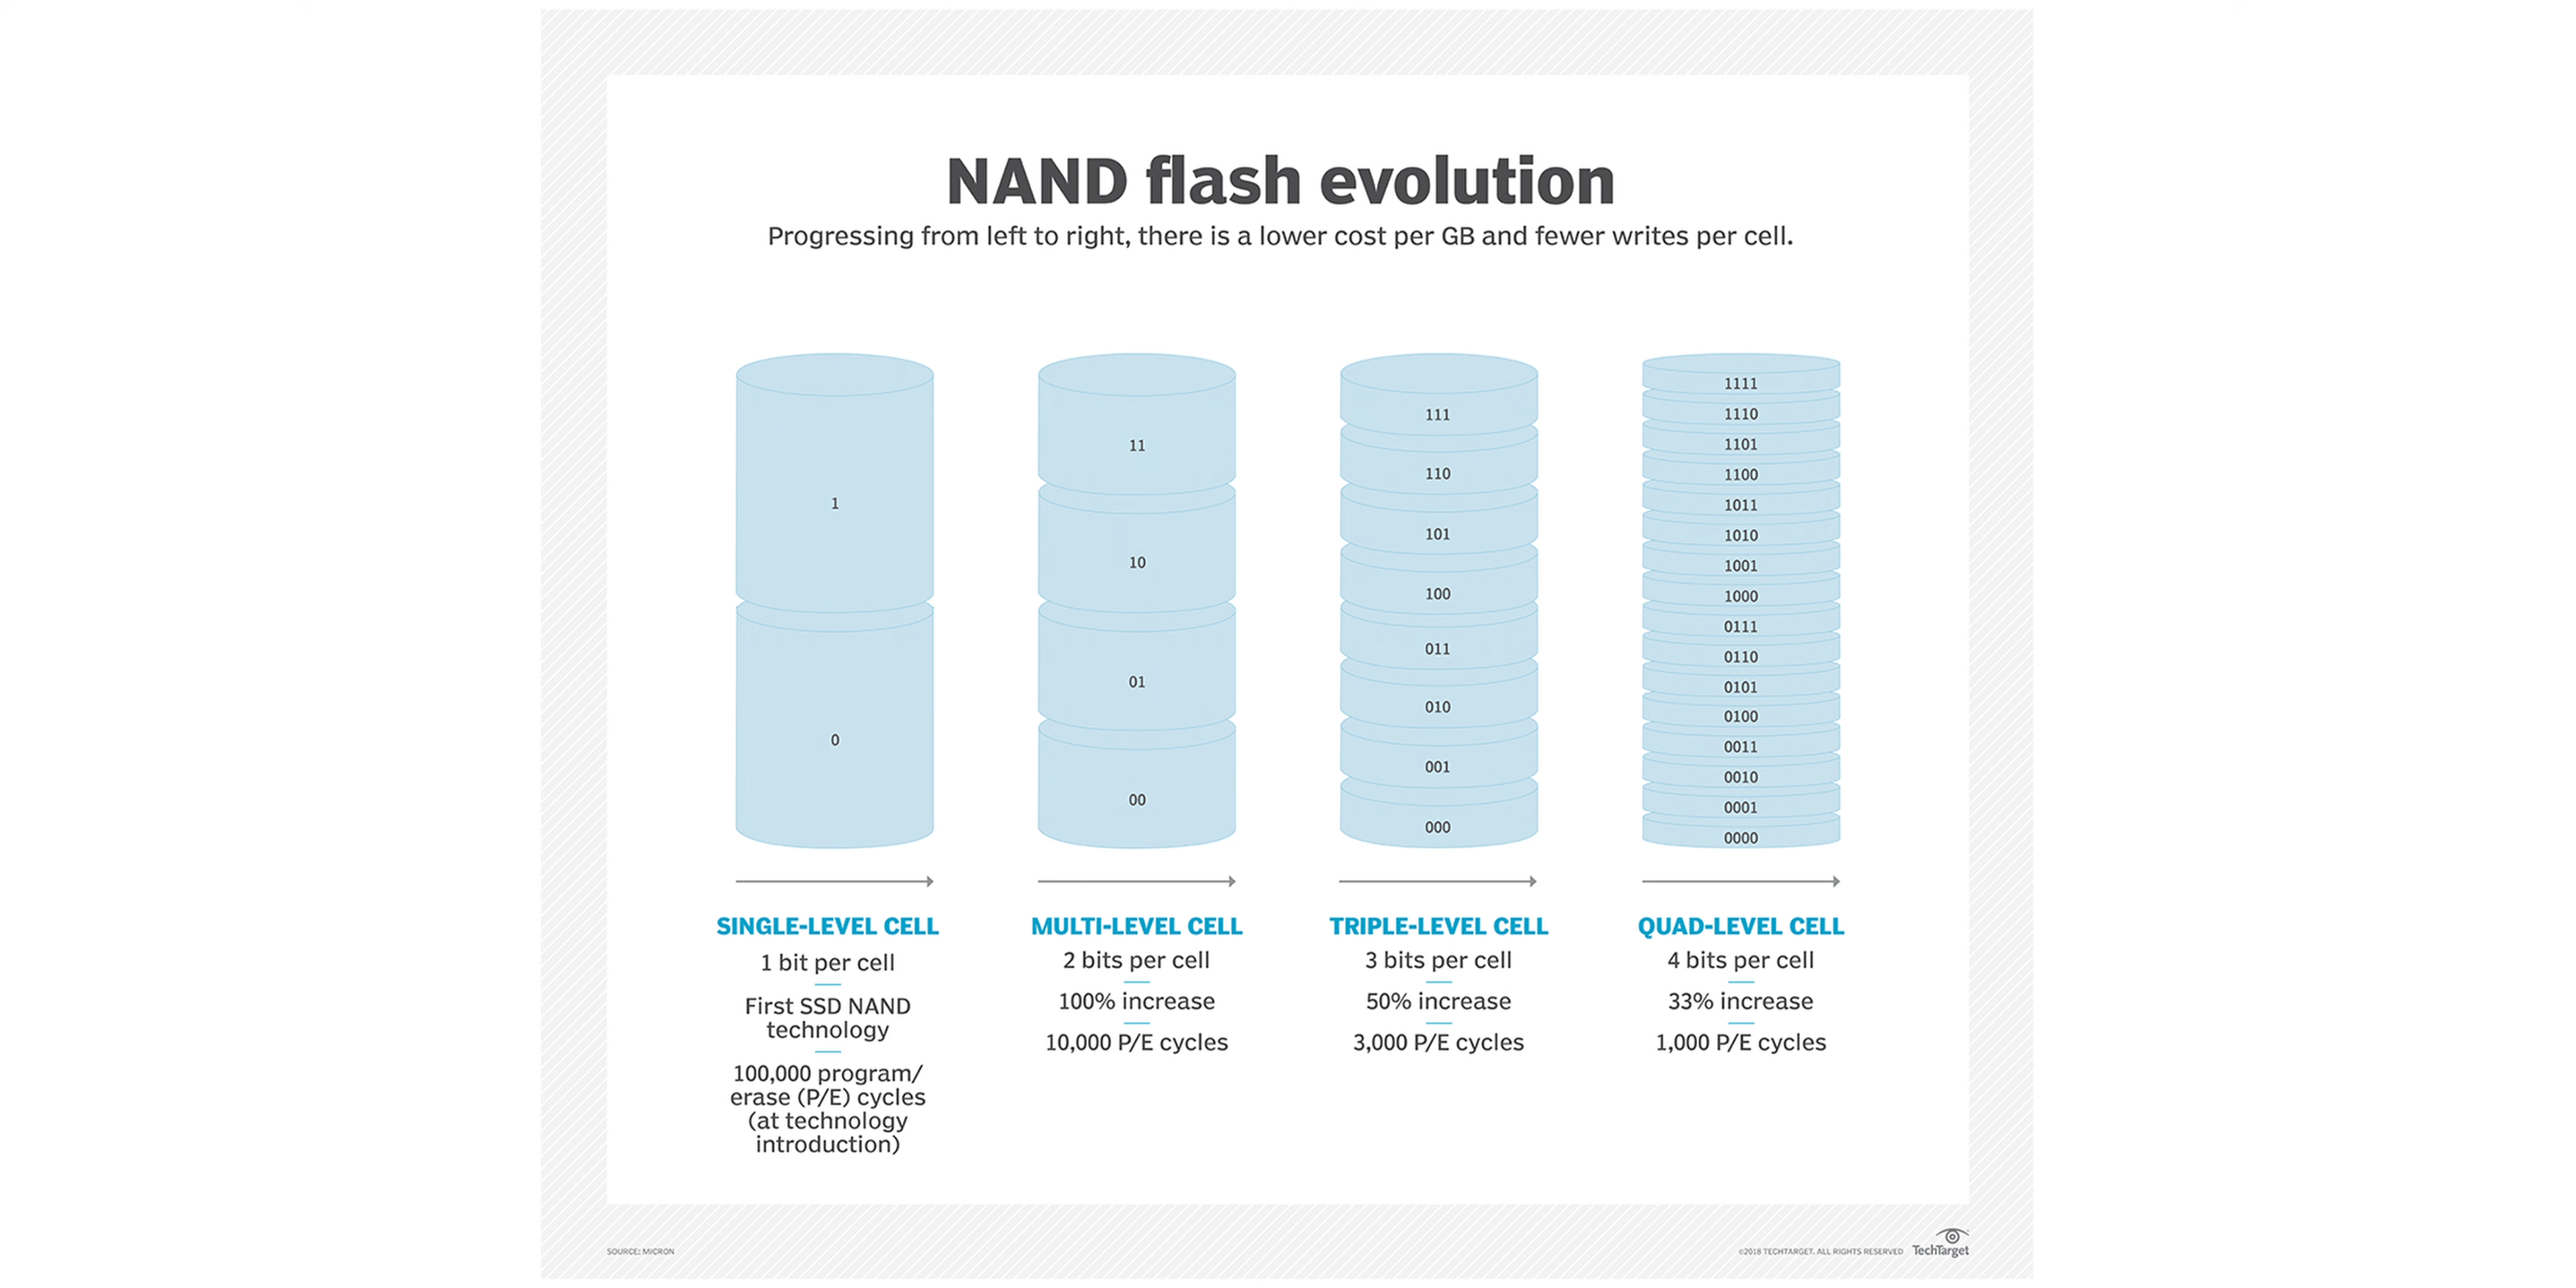 NAND flash evolution
Progressing from left to right, there is a lower cost per GB and fewer writes per cell.
1
0
11
10
01
00
111
110
101
100
011
010
001
000
1111
1110
1101
1100
1011
1010
1001
1000
0111
0110
0101
0100
0011
0010
0001
0000
SINGLE-LEVEL CELL
1 bit per cell
First SSD NAND
technology
100,000 program/
erase (P/E) cycles
(at technology
introduction)
MULTI-LEVEL CELL
2 bits per cell
100% increase
10,000 P/E cycles
TRIPLE-LEVEL CELL
3 bits per cell
50% increase
3,000 P/E cycles
QUAD-LEVEL CELL
4 bits per cell
33% increase
1,000 P/E cycles
SOURCE: MICRON
©2018 TECHTARGET. ALL RIGHTS RESERVED
TechTarget